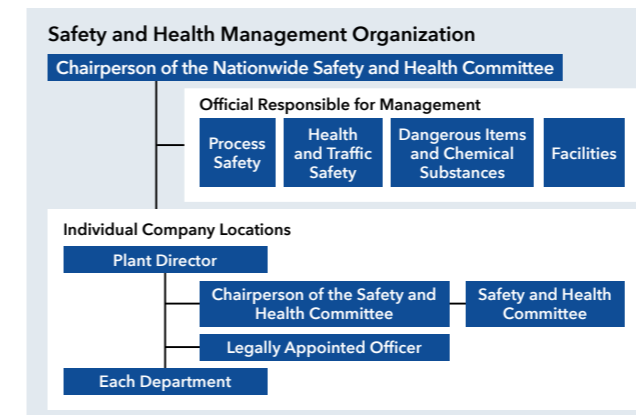 Safety and Health Management Organization
Chairperson of the Nationwide Safety and Health Committee
Official Responsible for Management
Process
Safety
Health
and Traffic
Safety
Dangerous Items
and Chemical
Substances
Facilities
Individual Company Locations
Plant Director
Chairperson of the Safety and
Health Committee
Safety and Health
Committee
Legally Appointed Officer
Each Department